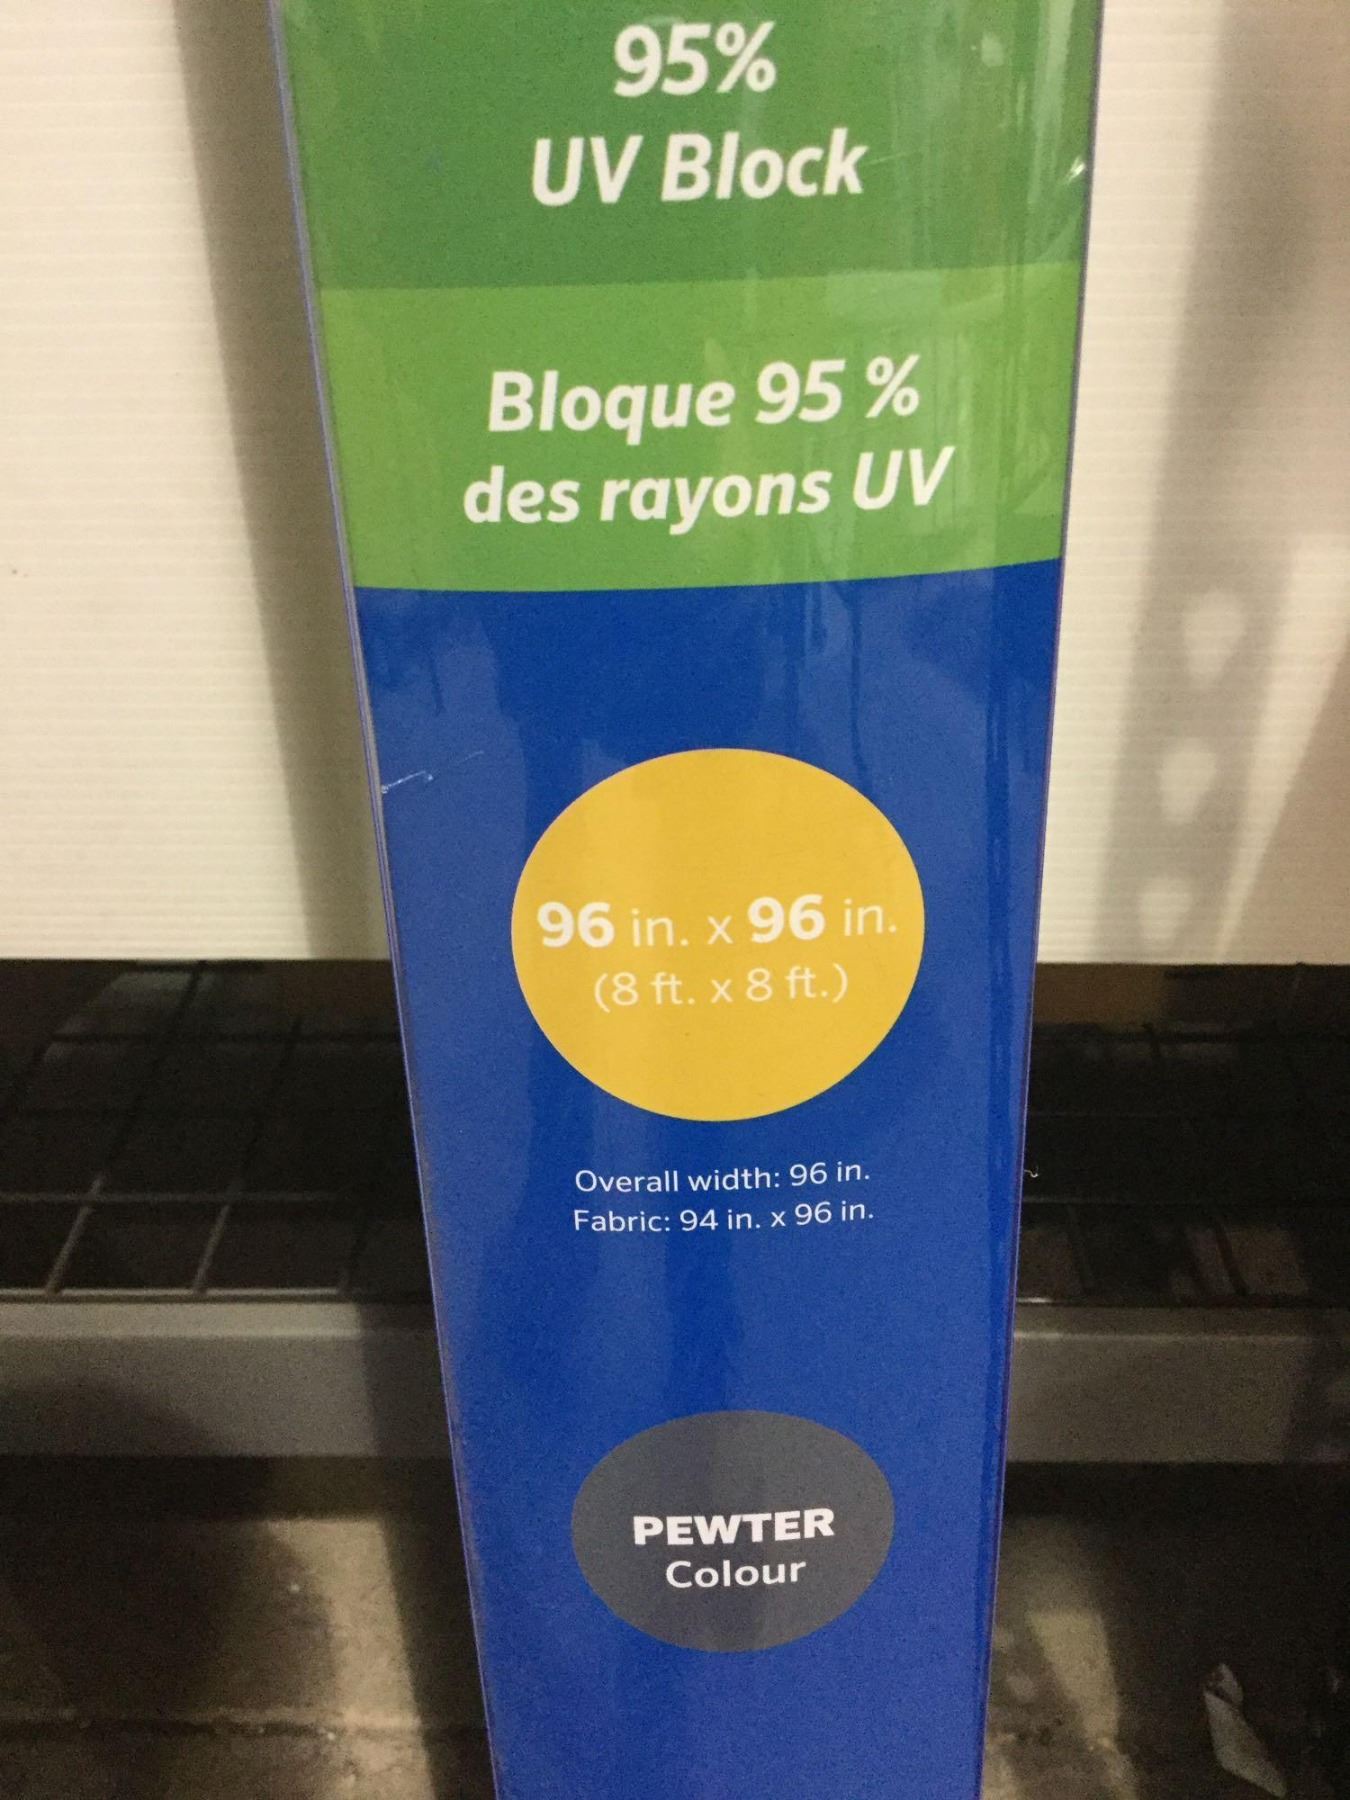 95%
UV Block
Bloque 95 %
des rayons UV
96 in. x 96 in.
(8 ft. x 8 ft.)
Overall width: 96 in.
Fabric: 94 in. x 96 in.
PEWTER
Colour